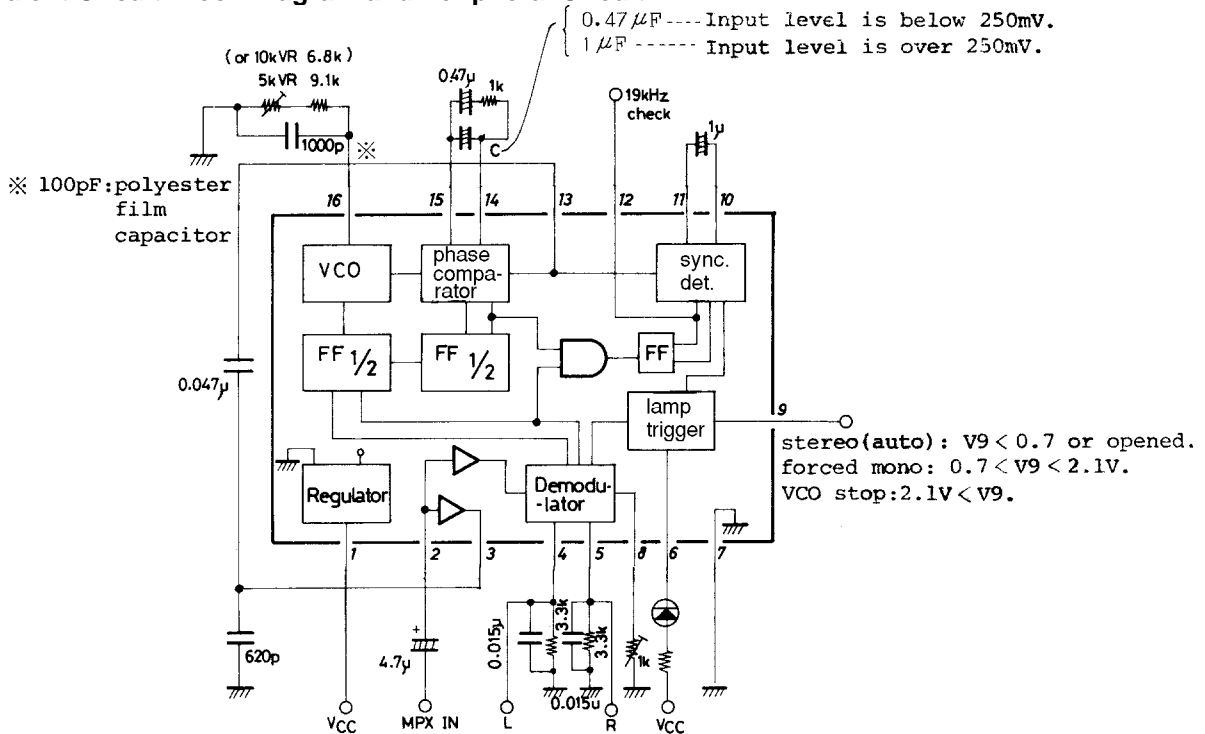 0.47μF---- Input level is below 250mV.
1μF ------ Input level is over 250mV.
(or 10kVR 6.8k)
5kVR 9.1k
1000p
※
0.47μ
1k
C
19kHz
check
1μ
※ 100pF:polyester
film
capacitor
16
15
14
13
12
11
10
VCO
phase
compa-
rator
sync.
det.
FF 1/2
FF 1/2
FF
0.047μ
lamp
trigger
9
stereo(auto): V9<0.7 or opened.
forced mono: 0.7<V9<2.1V.
VCO stop:2.1V<V9.
Regulator
Demodu-
-lator
1
2
3
4
5
8
6
7
620p
+
4.7μ
0.015μ
3.3k
3.3k
0.015u
1k
VCC
MPX IN
L
R
VCC